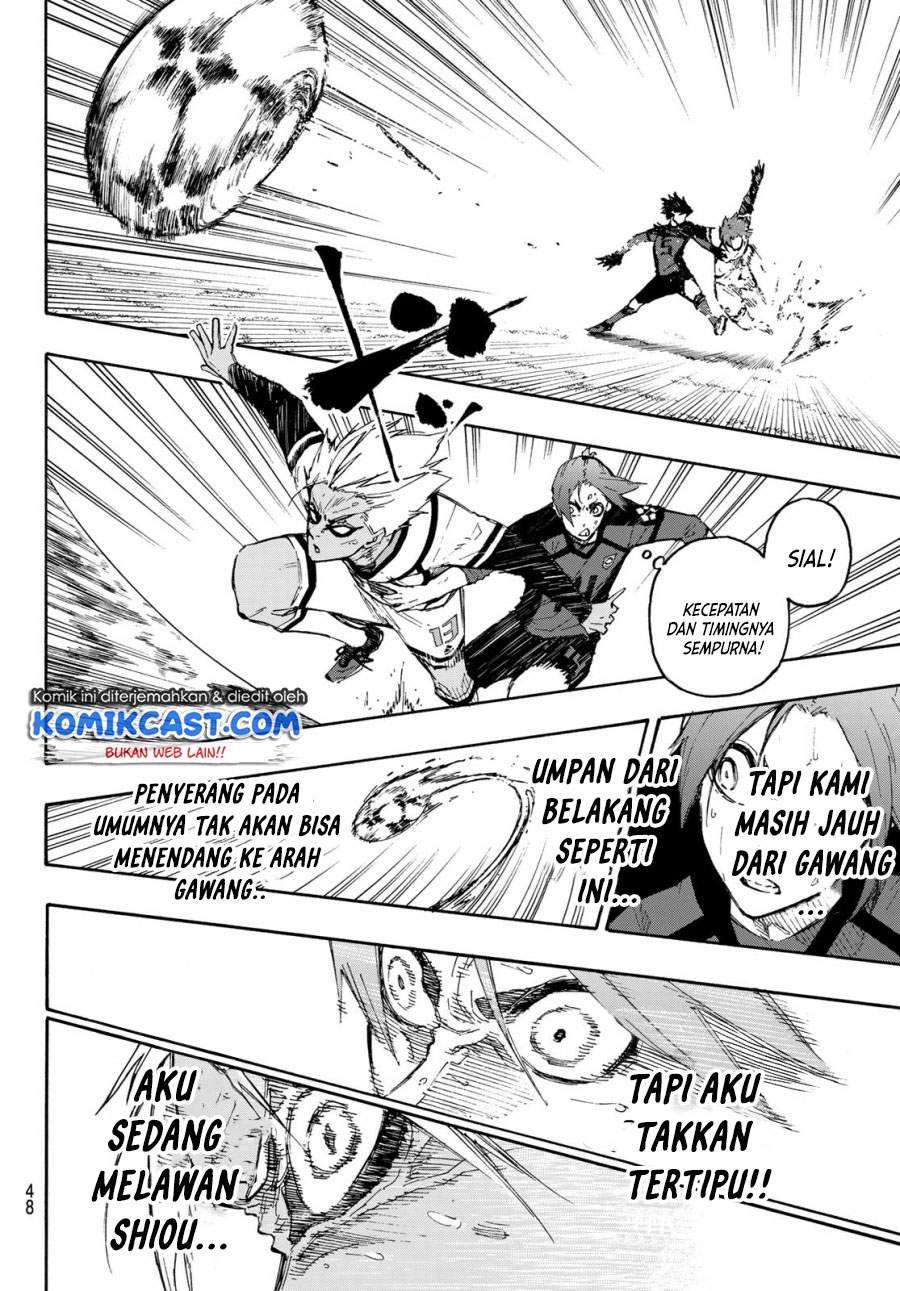 SIAL!
KECEPATAN
DAN TIMINGNYA
SEMPURNA!
13
Komik ini diterjemahkan & diedit oleh
KOMIKCAST.COM
BUKAN WEB LAIN!!
TAPI KAMI
MASIH JAUH
DARI GAWANG
...
UMPAN DARI
BELAKANG
SEPERTI
INI...
PENYERANG PADA
UMUMNYA TAK AKAN BISA
MENENDANG KE ARAH
GAWANG..
TAPI AKU
TAKKAN
TERTIPU!!
AKU
SEDANG
MELAWAN
SHIOU...
48